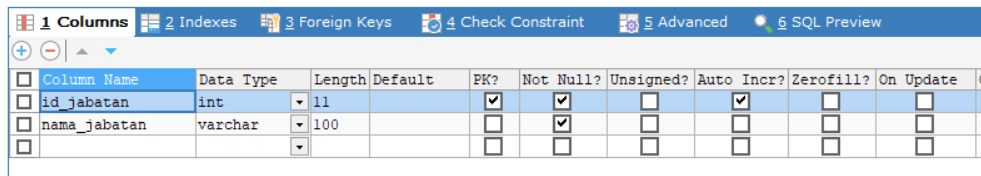 1 Columns 2 Indexes 3 Foreign Keys 4 Check Constraint 5 Advanced 6 SQL Preview
Column Name Data Type Length Default PK? Not Null? Unsigned? Auto Incr? Zerofill? On Update
id_jabatan int 11
nama_jabatan varchar 100